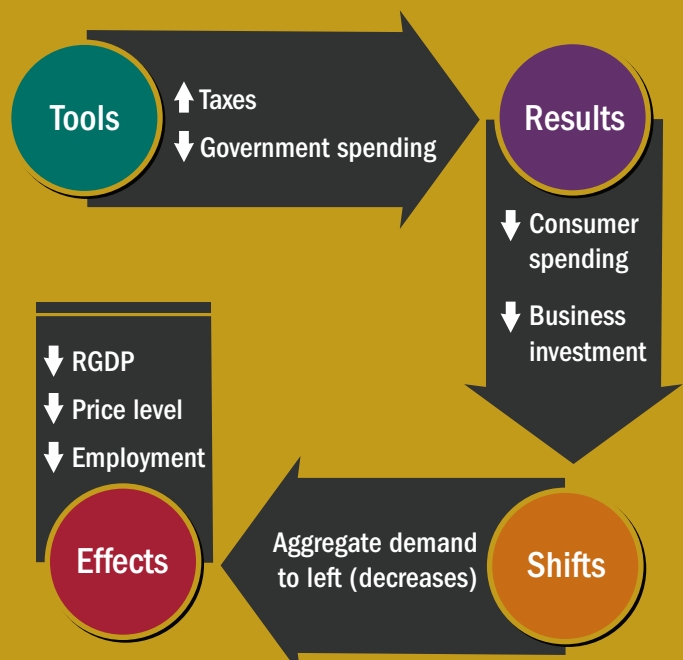 Tools
Taxes
Government spending
Results
Consumer
spending
Business
investment
Shifts
Aggregate demand
to left (decreases)
Effects
RGDP
Price level
Employment